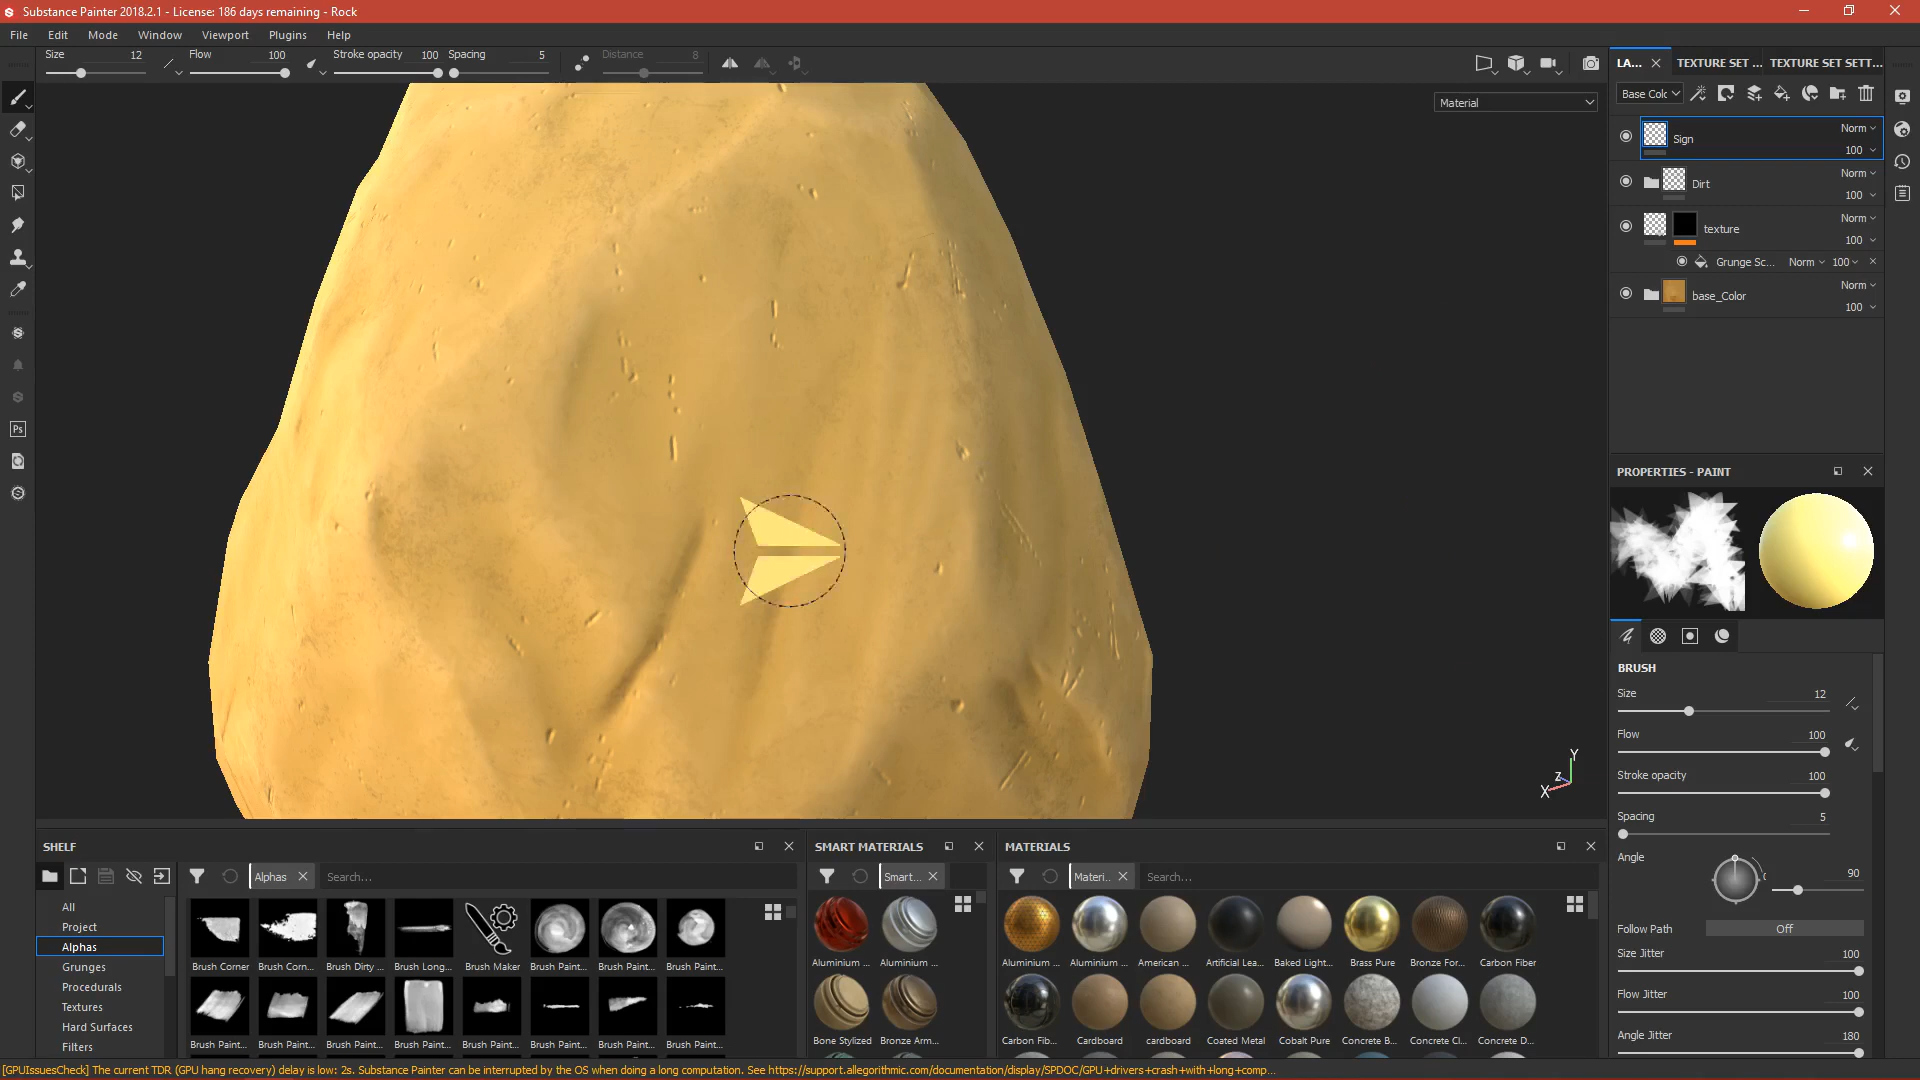 Substance Painter 2018.2.1 - License: 186 days remaining - Rock
File Edit Mode Window Viewport Plugins Help
Size 12 Flow 100 Stroke opacity 100 Spacing 5 Distance 8
LA... TEXTURE SET ... TEXTURE SET SETT...
Material
Base Colc
Sign Norm 100
Dirt Norm 100
texture Norm 100
Grunge Sc... Norm 100
base_Color Norm 100
Ps
PROPERTIES - PAINT
BRUSH
Size 12
Flow 100
Stroke opacity 100
Spacing 5
Angle 90
Follow Path Off
Size Jitter 100
Flow Jitter 100
Angle Jitter 180
Y
Z
X
SHELF
Alphas Search...
All
Project
Alphas
Grunges
Procedurals
Textures
Hard Surfaces
Filters
Brush Corner Brush Corn... Brush Dirty ... Brush Long... Brush Maker Brush Paint... Brush Paint... Brush Paint...
Brush Paint... Brush Paint... Brush Paint... Brush Paint... Brush Paint... Brush Paint... Brush Paint... Brush Paint...
SMART MATERIALS
Smart...
Aluminium ... Aluminium ...
Bone Stylized Bronze Arm...
MATERIALS
Materi.. Search...
Aluminium ... Aluminium ... American ... Artificial Lea... Baked Light... Brass Pure Bronze For... Carbon Fiber
Carbon Fib... Cardboard cardboard Coated Metal Cobalt Pure Concrete B... Concrete Cl... Concrete D...
[GPUIssuesCheck] The current TDR (GPU hang recovery) delay is low: 2s. Substance Painter can be interrupted by the OS when doing a long computation. See https://support.allegorithmic.com/documentation/display/SPDOC/GPU+drivers+crash+with+long+comp...